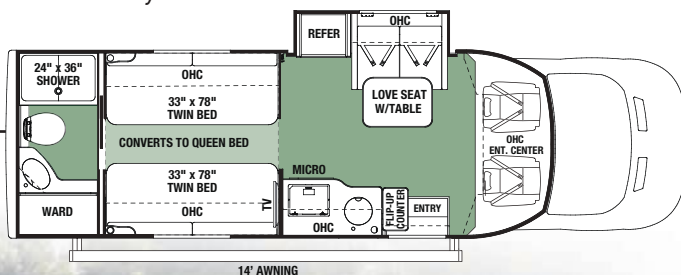 REFER
OHC
24" x 36"
SHOWER
OHC
33" x 78"
TWIN BED
LOVE SEAT
W/TABLE
CONVERTS TO QUEEN BED
OHC
ENT. CENTER
MICRO
33" x 78"
TWIN BED
TV
WARD
OHC
OHC
FLIP-UP
COUNTER
ENTRY
14' AWNING